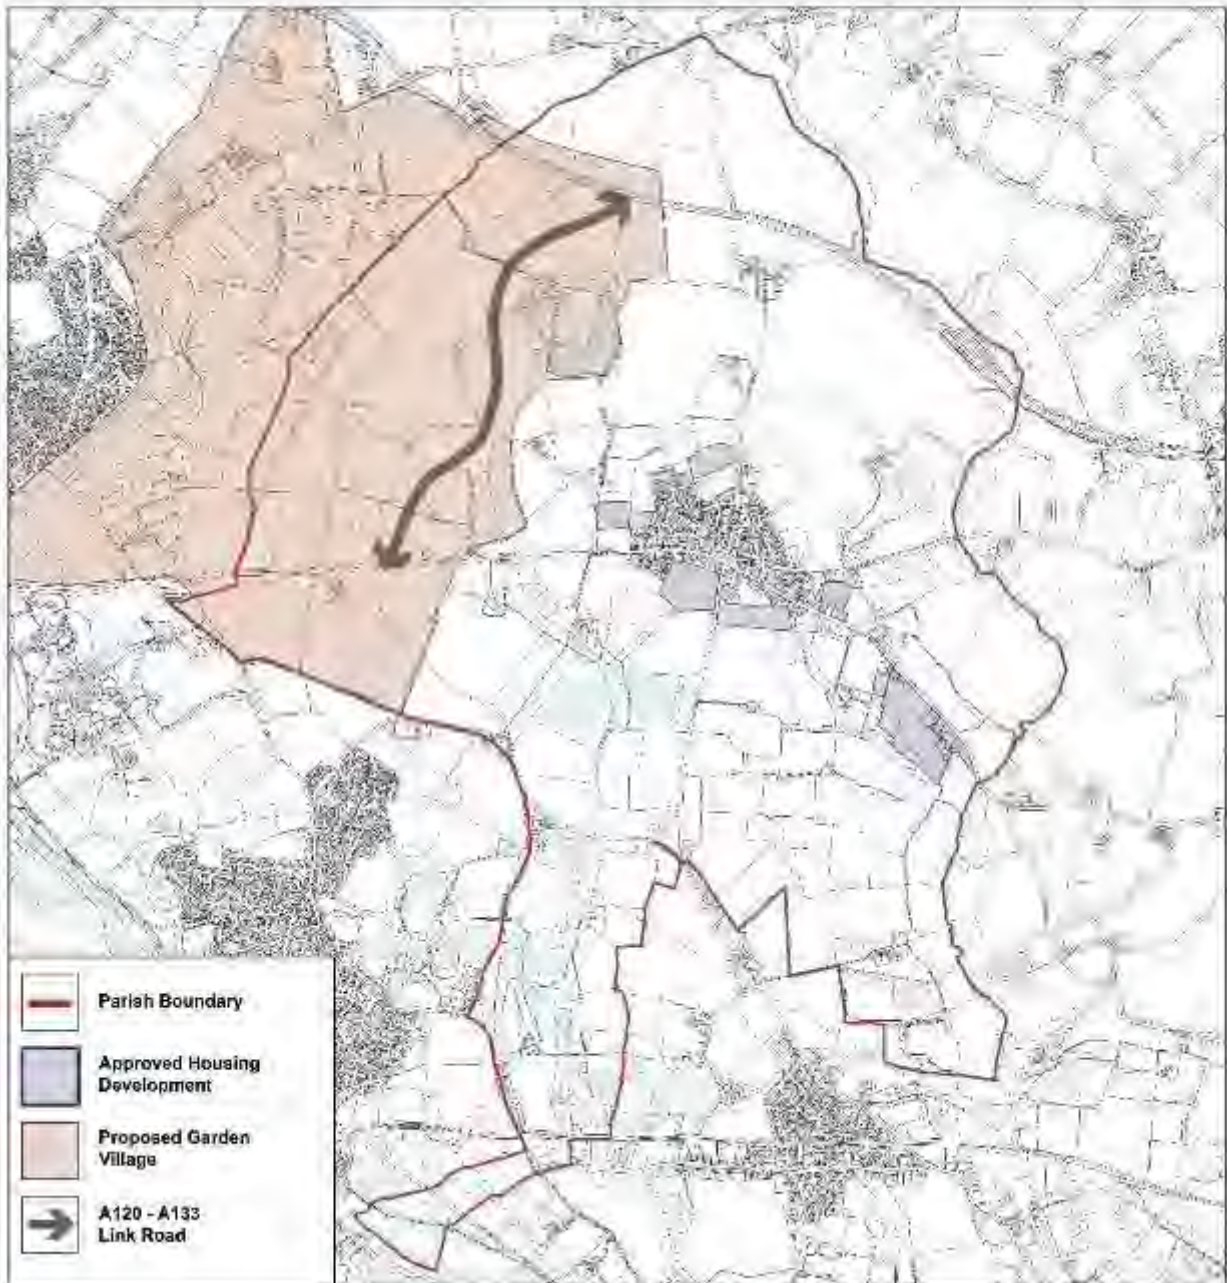 Parish Boundary
Approved Housing
Development
Proposed Garden
Village
A120 - A133
Link Road